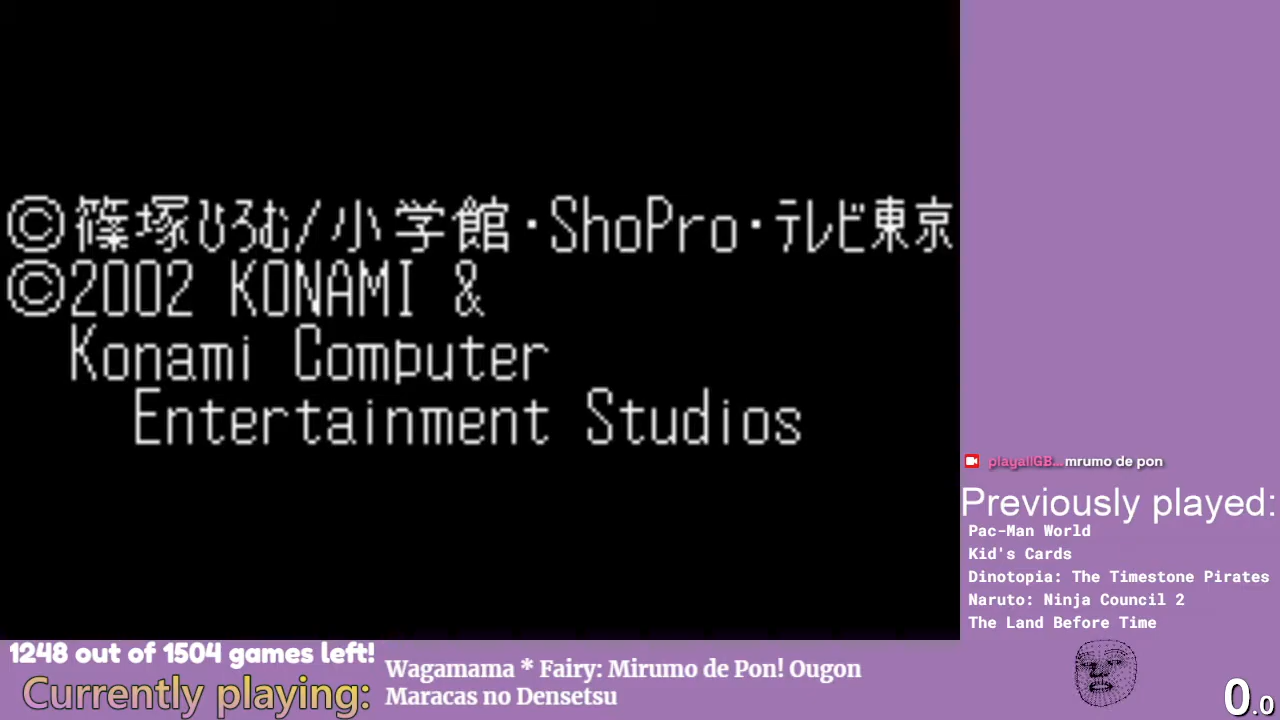 ©篠塚ひろむ/小学館・ShoPro・テレビ東京
©2002 KONAMI &
Konami Computer
Entertainment Studios
playallGB... mrumo de pon
Previously played:
Pac-Man World
Kid's Cards
Dinotopia: The Timestone Pirates
Naruto: Ninja Council 2
The Land Before Time
1248 out of 1504 games left!
Currently playing:
Wagamama * Fairy: Mirumo de Pon! Ougon
Maracas no Densetsu
0.0